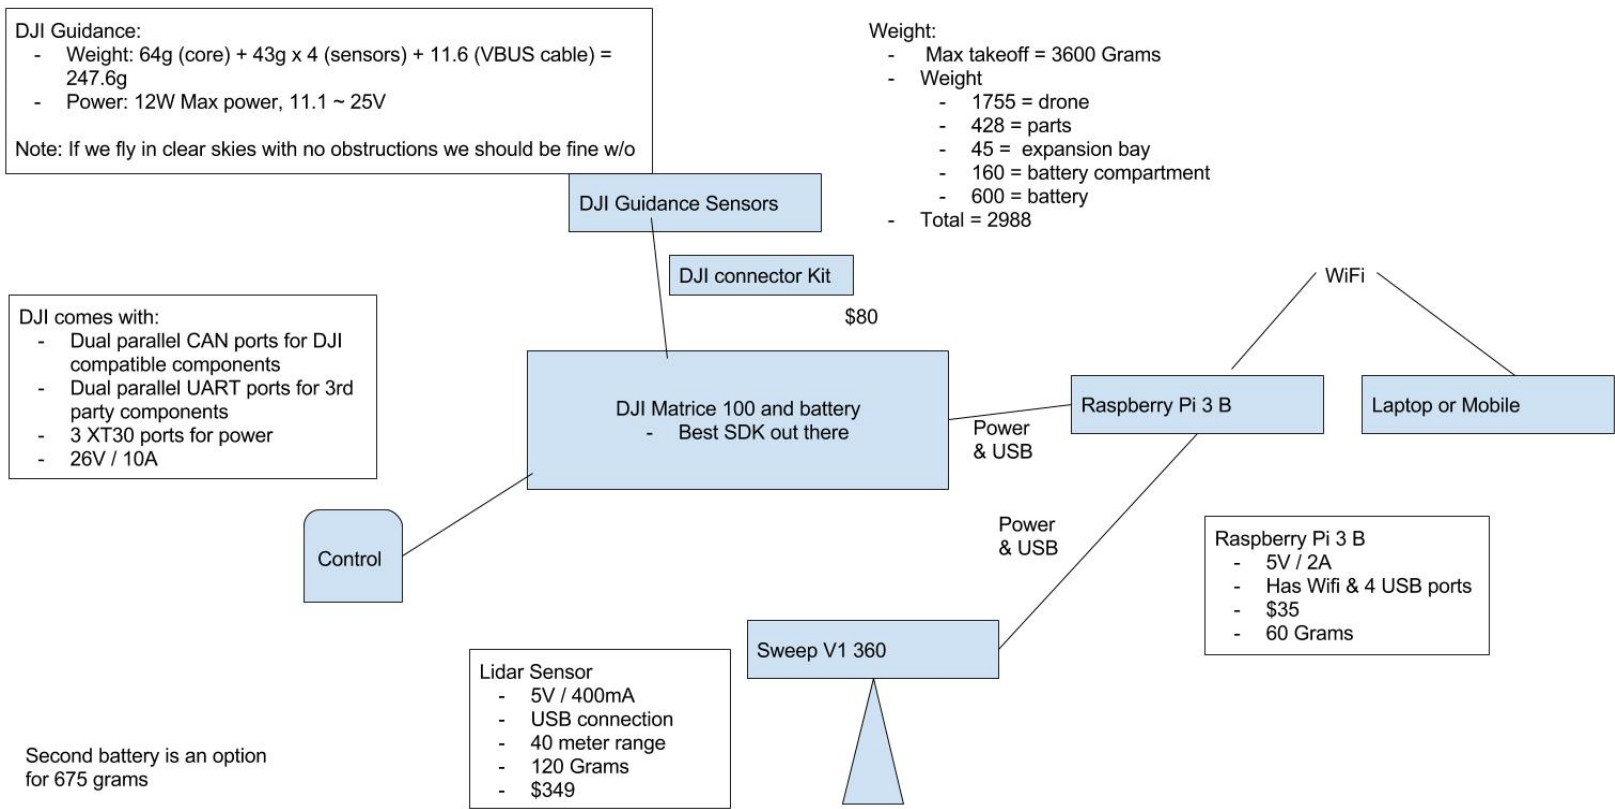 DJI Guidance:
- Weight: 64g (core) + 43g x 4 (sensors) + 11.6 (VBUS cable) =
247.6g
- Power: 12W Max power, 11.1 ~ 25V
Note: If we fly in clear skies with no obstructions we should be fine w/o
Weight:
- Max takeoff = 3600 Grams
- Weight
- 1755 = drone
- 428 = parts
- 45 = expansion bay
- 160 = battery compartment
- 600 = battery
- Total = 2988
DJI Guidance Sensors
DJI connector Kit
$80
WiFi
DJI comes with:
- Dual parallel CAN ports for DJI
compatible components
- Dual parallel UART ports for 3rd
party components
- 3 XT30 ports for power
- 26V / 10A
DJI Matrice 100 and battery
- Best SDK out there
Power
& USB
Raspberry Pi 3 B
Laptop or Mobile
Control
Power
& USB
Raspberry Pi 3 B
- 5V / 2A
- Has Wifi & 4 USB ports
- $35
- 60 Grams
Sweep V1 360
Lidar Sensor
- 5V / 400mA
- USB connection
- 40 meter range
- 120 Grams
- $349
Second battery is an option
for 675 grams